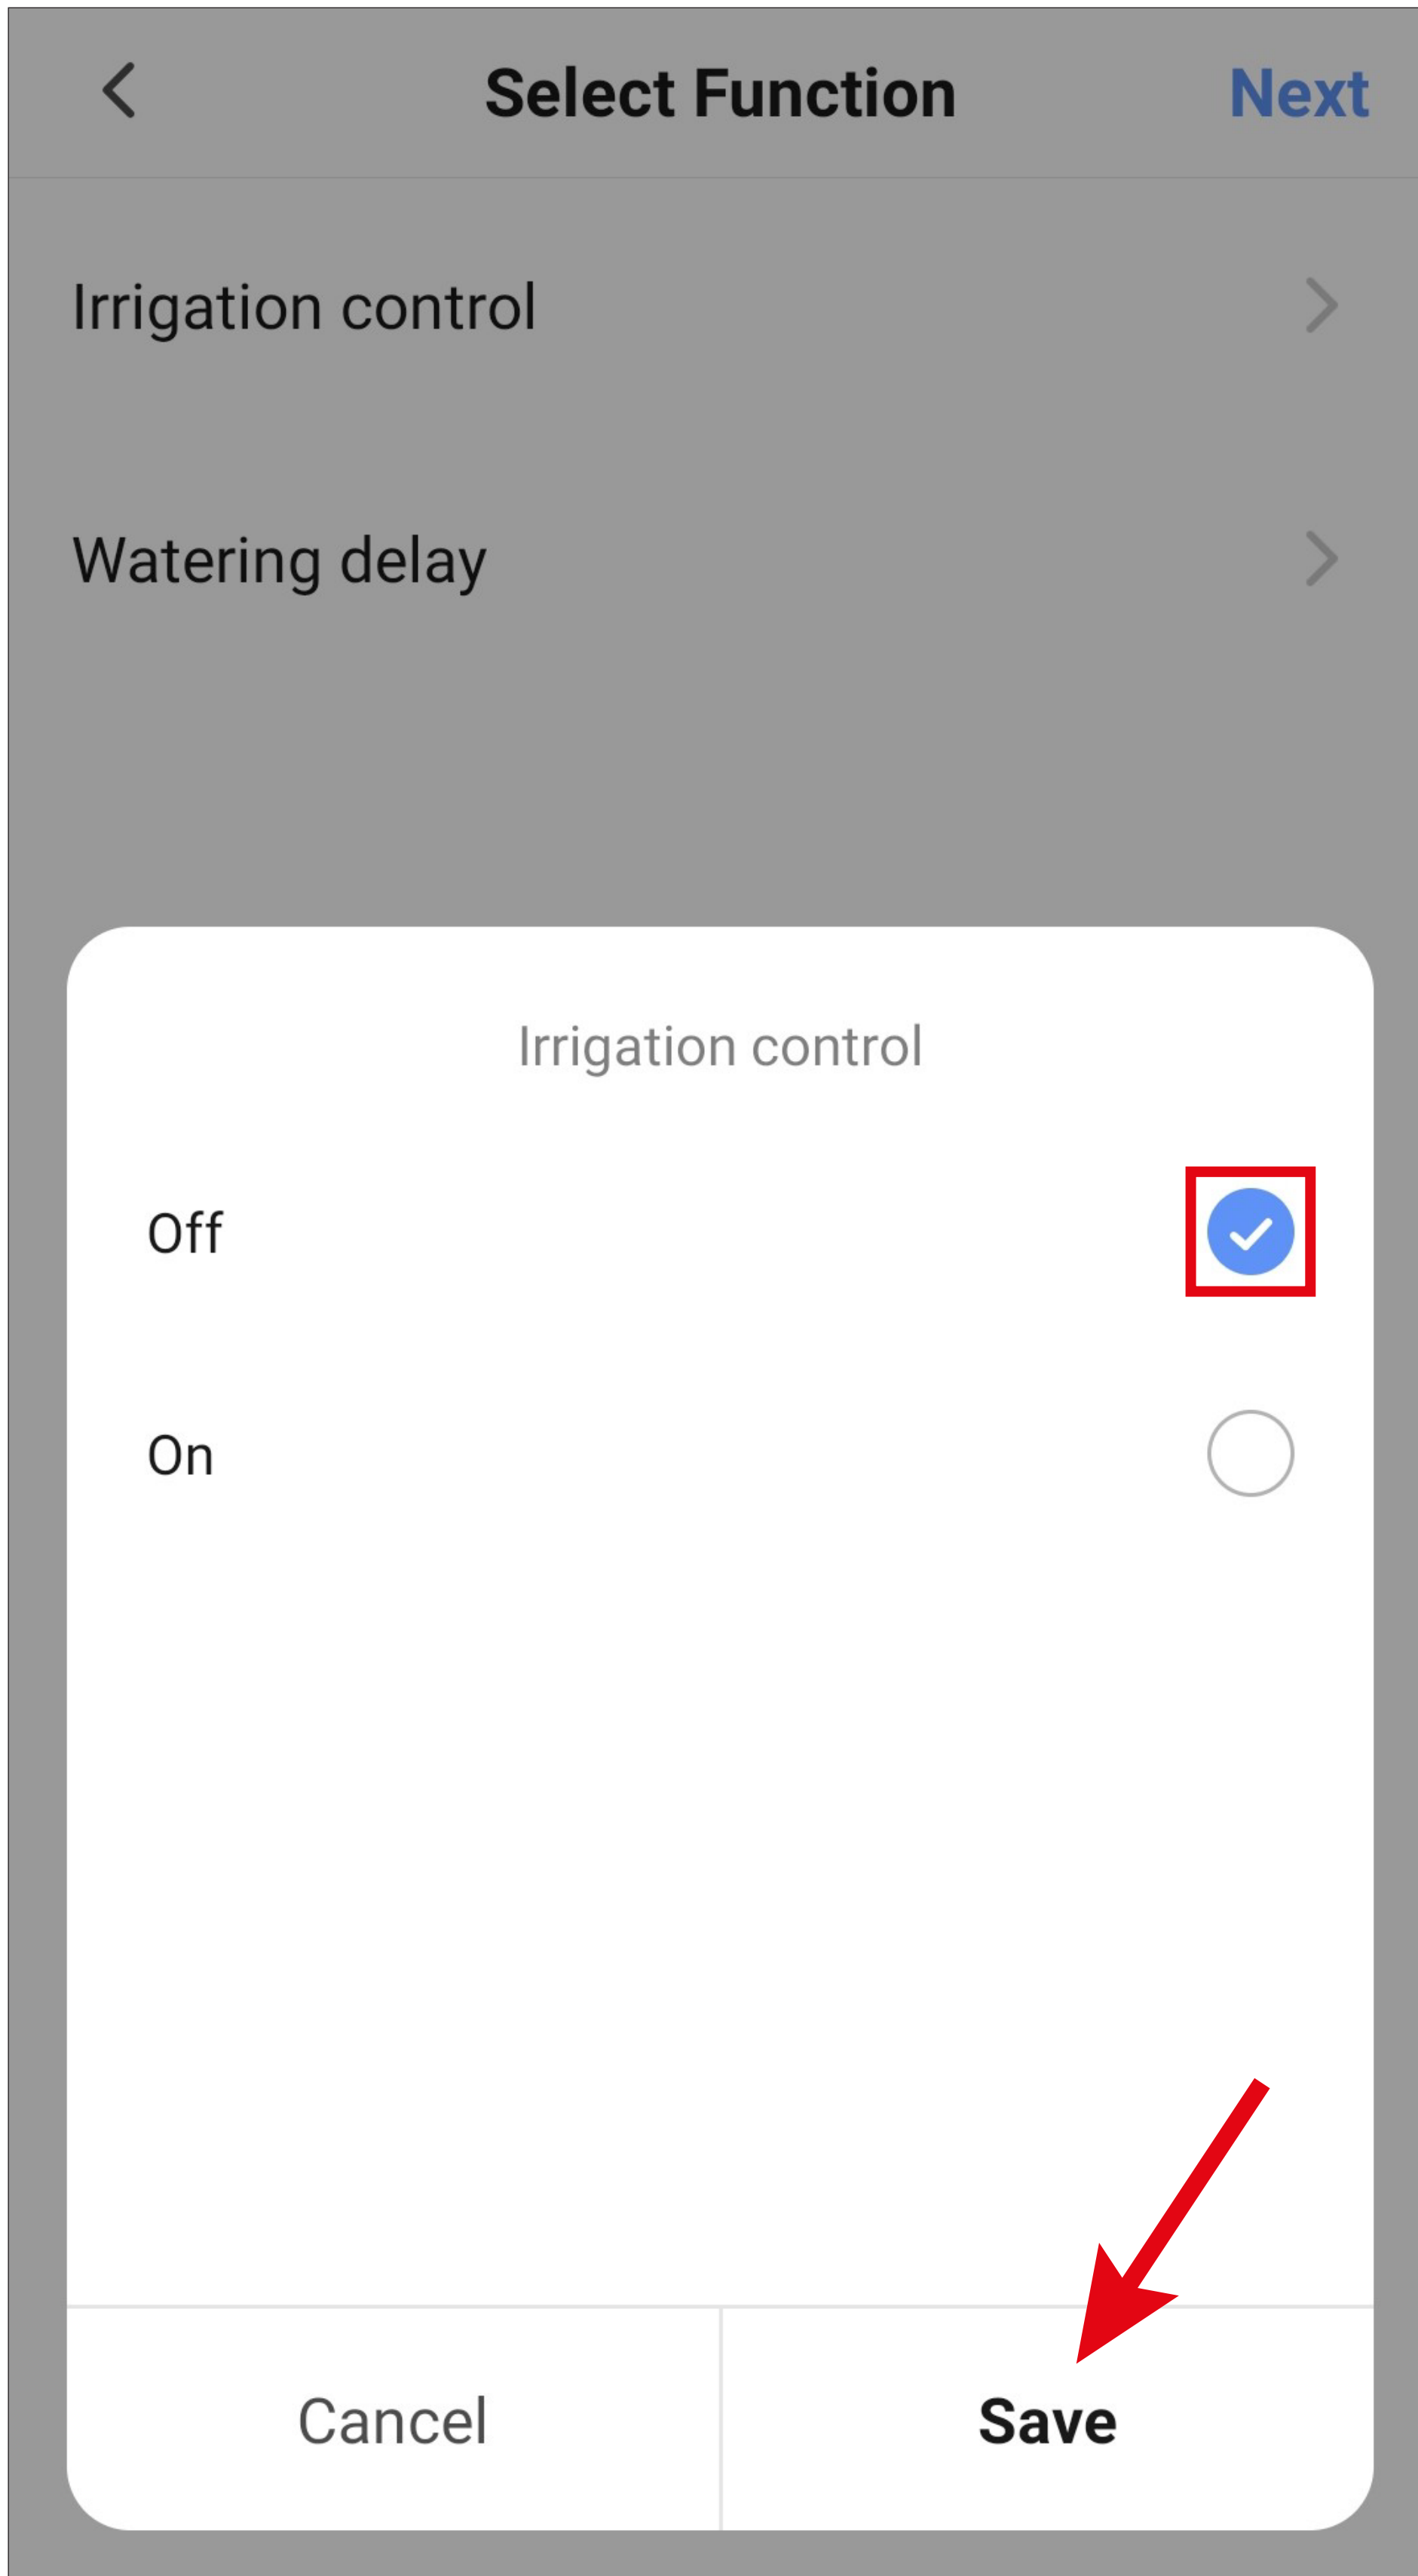 Select Function
Next
Irrigation control
Watering delay
Irrigation control
Off
On
Cancel
Save